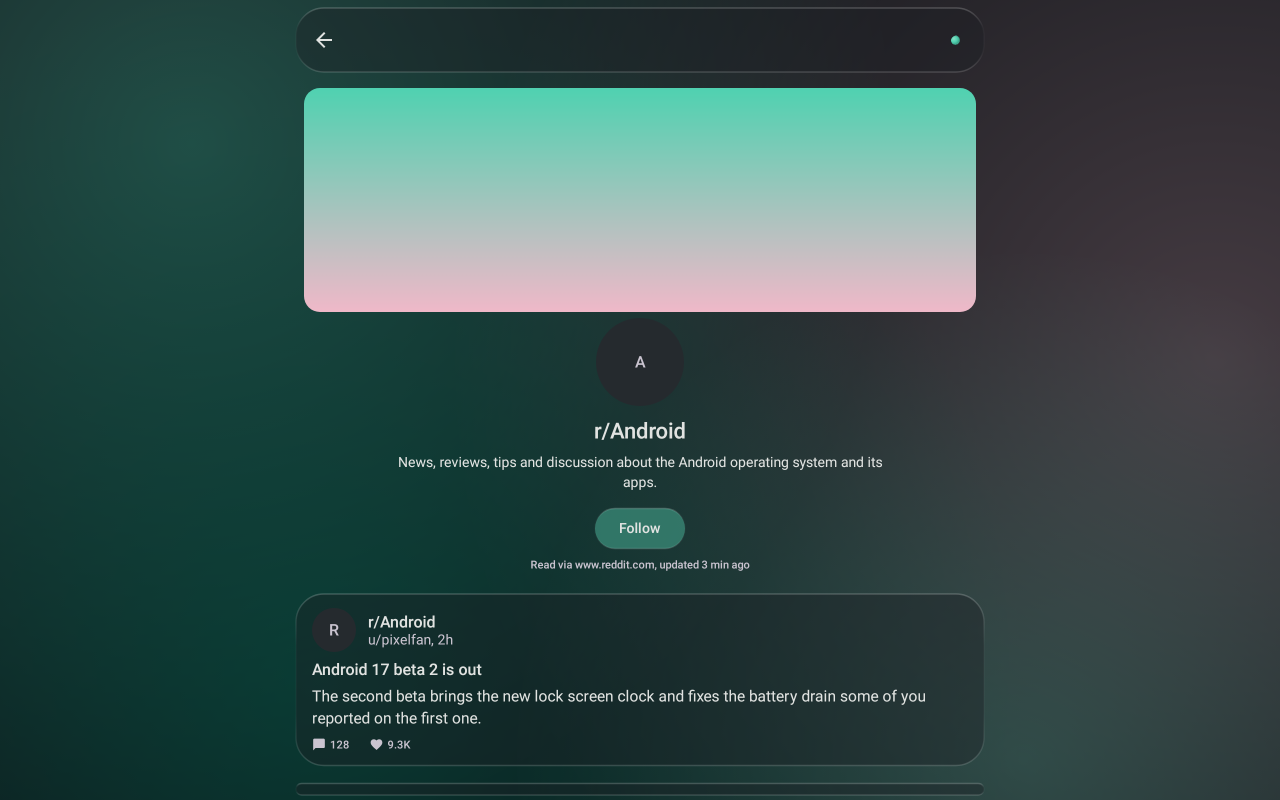 A
r/Android
News, reviews, tips and discussion about the Android operating system and its
apps.
Follow
Read via www.reddit.com, updated 3 min ago
R
r/Android
u/pixelfan, 2h
Android 17 beta 2 is out
The second beta brings the new lock screen clock and fixes the battery drain some of you
reported on the first one.
128 9.3K